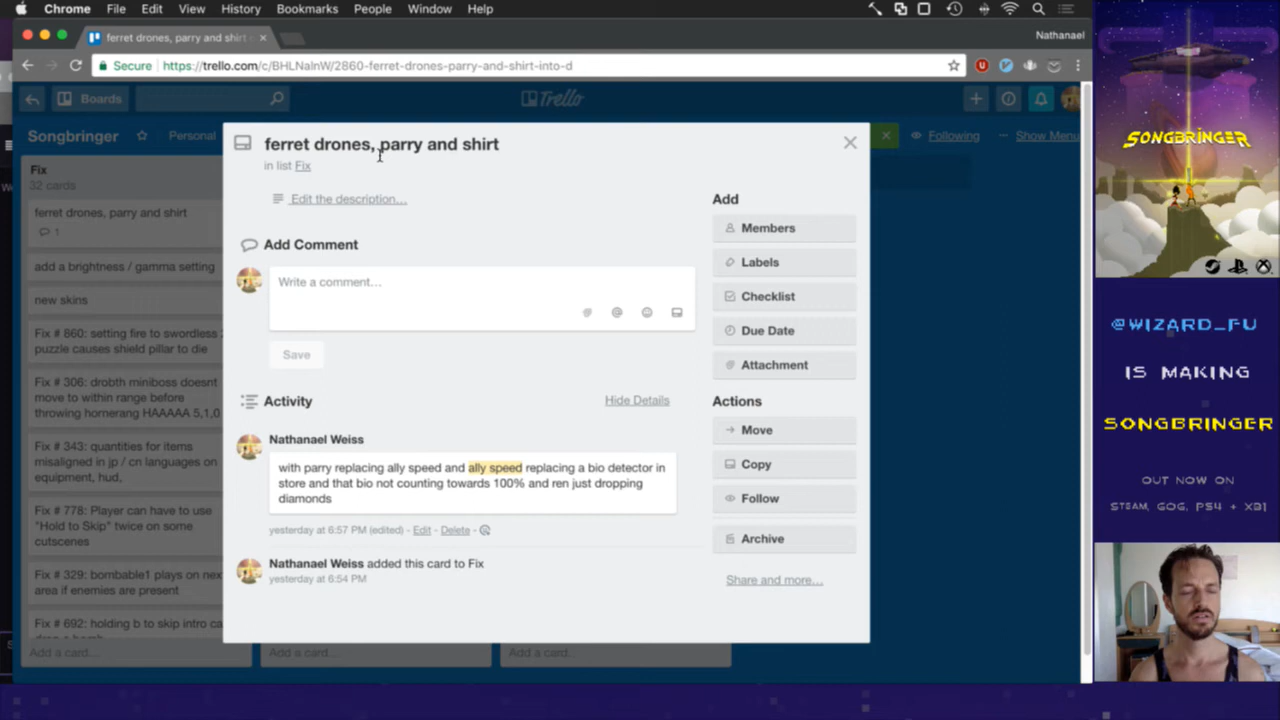 Chrome File Edit View History Bookmarks People Window Help
ferret drones, parry and shirt
Nathanael
Secure https://trello.com/c/BHLNalnW/2860-ferret-drones-parry-and-shirt-into-d
Boards
Trello
Songbringer
Personal
Following
Show Menu
Fix
32 cards
ferret drones, parry and shirt
1
add a brightness / gamma setting
new skins
Fix # 860: setting fire to swordless
puzzle causes shield pillar to die
Fix # 306: drobth miniboss doesnt
move to within range before
throwing homerang HAAAAA 5,1,0
Fix # 343: quantities for items
misaligned in jp / cn languages on
equipment, hud,
Fix # 778: Player can have to use
"Hold to Skip" twice on some
cutscenes
Fix # 329: bombable1 plays on nex
area if enemies are present
Fix # 692: holding b to skip intro ca
Add a card...
Add a card...
Add a card...
ferret drones, parry and shirt
in list Fix
Edit the description...
Add Comment
Write a comment...
Save
Activity
Hide Details
Nathanael Weiss
with parry replacing ally speed and ally speed replacing a bio detector in
store and that bio not counting towards 100% and ren just dropping
diamonds
yesterday at 6:57 PM (edited) - Edit - Delete -
Nathanael Weiss added this card to Fix
yesterday at 6:54 PM
Add
Members
Labels
Checklist
Due Date
Attachment
Actions
Move
Copy
Follow
Archive
Share and more...
SONGBRINGER
@WIZARD_FU
IS MAKING
SONGBRINGER
OUT NOW ON
STEAM, GOG, PS4 + XB1